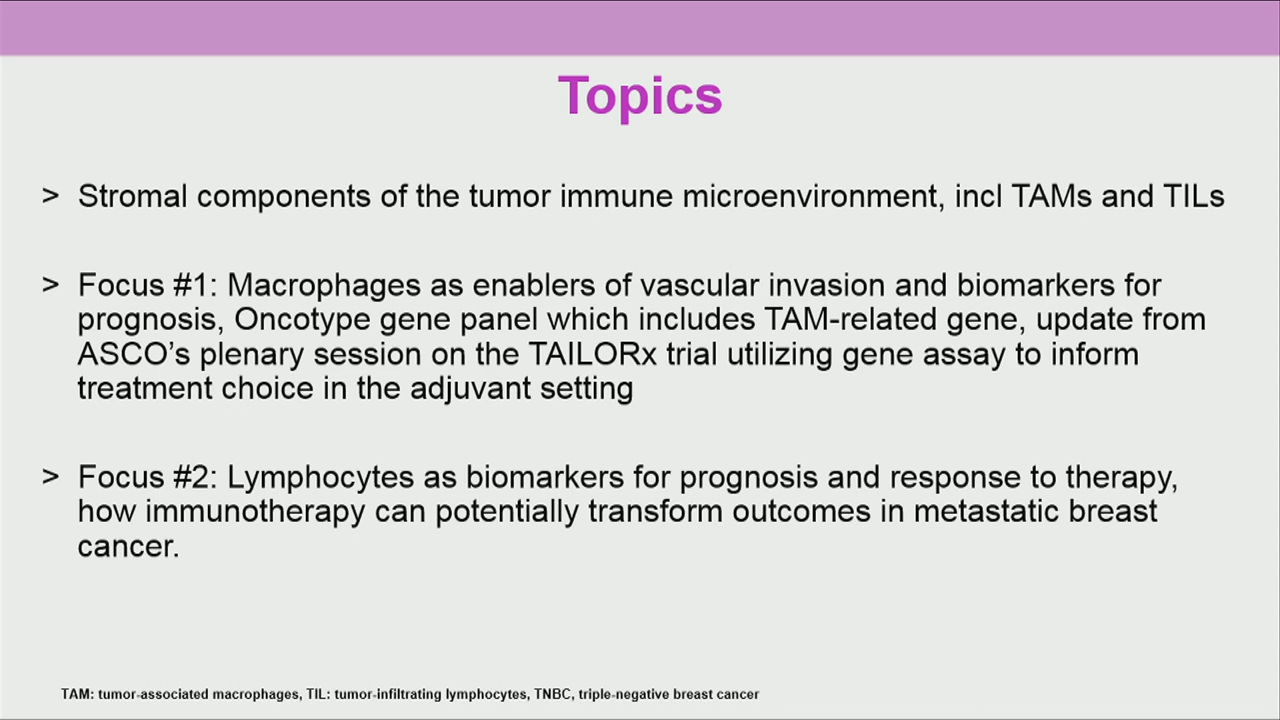 Topics
> Stromal components of the tumor immune microenvironment, incl TAMs and TILs
> Focus #1: Macrophages as enablers of vascular invasion and biomarkers for
prognosis, Oncotype gene panel which includes TAM-related gene, update from
ASCO’s plenary session on the TAILORx trial utilizing gene assay to inform
treatment choice in the adjuvant setting
> Focus #2: Lymphocytes as biomarkers for prognosis and response to therapy,
how immunotherapy can potentially transform outcomes in metastatic breast
cancer.
TAM: tumor-associated macrophages, TIL: tumor-infiltrating lymphocytes, TNBC, triple-negative breast cancer